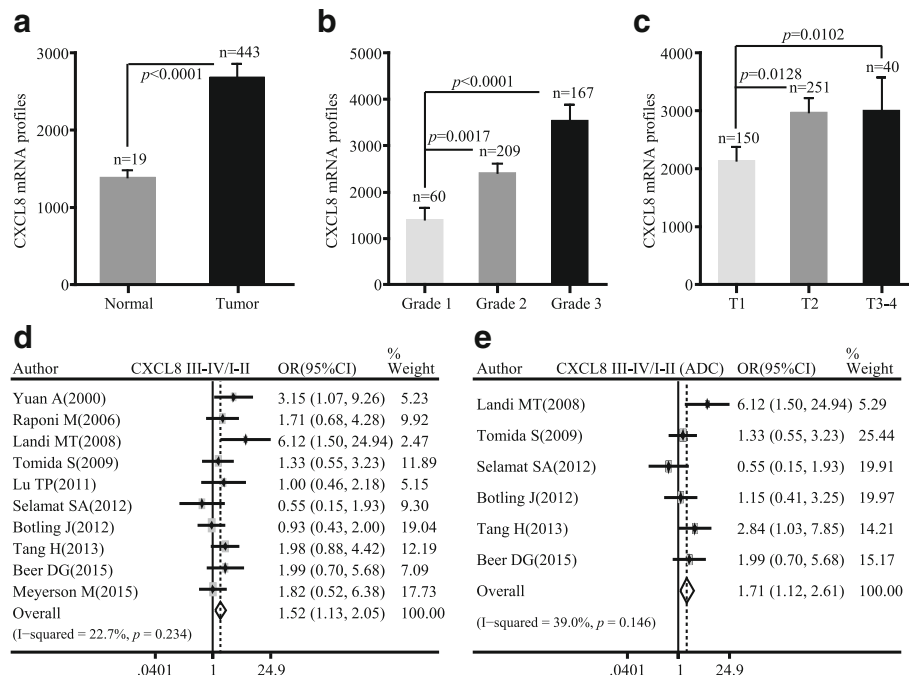 a
CXCL8 mRNA profiles
3000
2000
1000
0
n=443
p<0.0001
n=19
Normal Tumor
b
CXCL8 mRNA profiles
5000
4000
3000
2000
1000
0
n=167
p<0.0001
p=0.0017
n=209
n=60
Grade 1 Grade 2 Grade 3
c
CXCL8 mRNA profiles
4000
3000
2000
1000
0
p=0.0102
n=40
p=0.0128
n=251
n=150
T1 T2 T3-4
d
Author CXCL8 III-IV/I-II OR(95%CI) % Weight
Yuan A(2000) 3.15 (1.07, 9.26) 5.23
Raponi M(2006) 1.71 (0.68, 4.28) 9.92
Landi MT(2008) 6.12 (1.50, 24.94) 2.47
Tomida S(2009) 1.33 (0.55, 3.23) 11.89
Lu TP(2011) 1.00 (0.46, 2.18) 5.15
Selamat SA(2012) 0.55 (0.15, 1.93) 9.30
Botling J(2012) 0.93 (0.43, 2.00) 19.04
Tang H(2013) 1.98 (0.88, 4.42) 12.19
Beer DG(2015) 1.99 (0.70, 5.68) 7.09
Meyerson M(2015) 1.82 (0.52, 6.38) 17.73
Overall 1.52 (1.13, 2.05) 100.00
(I−squared = 22.7%, p = 0.234)
.0401 1 24.9
e
Author CXCL8 III-IV/I-II (ADC) OR(95%CI) % Weight
Landi MT(2008) 6.12 (1.50, 24.94) 5.29
Tomida S(2009) 1.33 (0.55, 3.23) 25.44
Selamat SA(2012) 0.55 (0.15, 1.93) 19.91
Botling J(2012) 1.15 (0.41, 3.25) 19.97
Tang H(2013) 2.84 (1.03, 7.85) 14.21
Beer DG(2015) 1.99 (0.70, 5.68) 15.17
Overall 1.71 (1.12, 2.61) 100.00
(I−squared = 39.0%, p = 0.146)
.0401 1 24.9